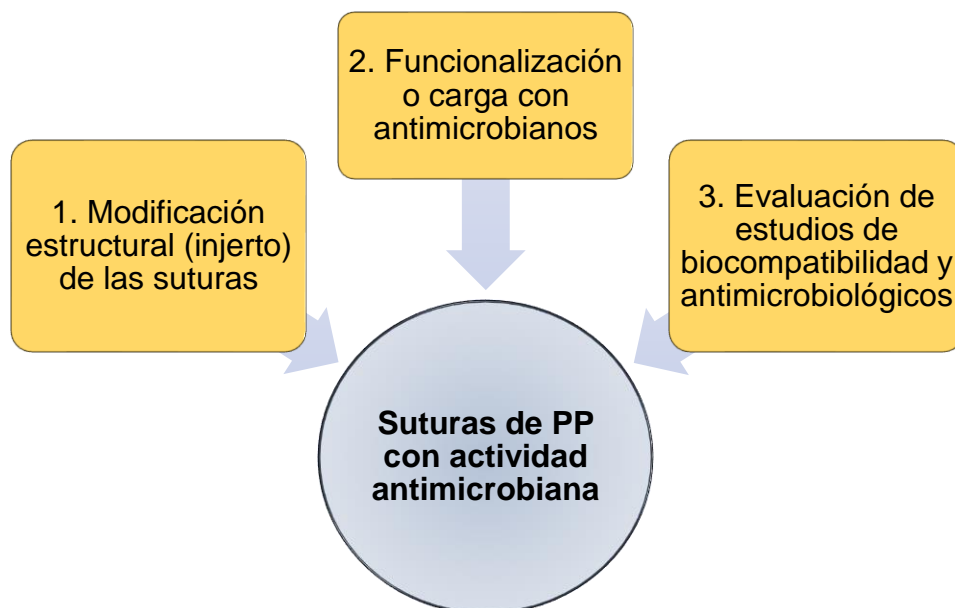 1. Modificación
estructural (injerto)
de las suturas
2. Funcionalización
o carga con
antimicrobianos
3. Evaluación de
estudios de
biocompatibilidad y
antimicrobiológicos
Suturas de PP
con actividad
antimicrobiana